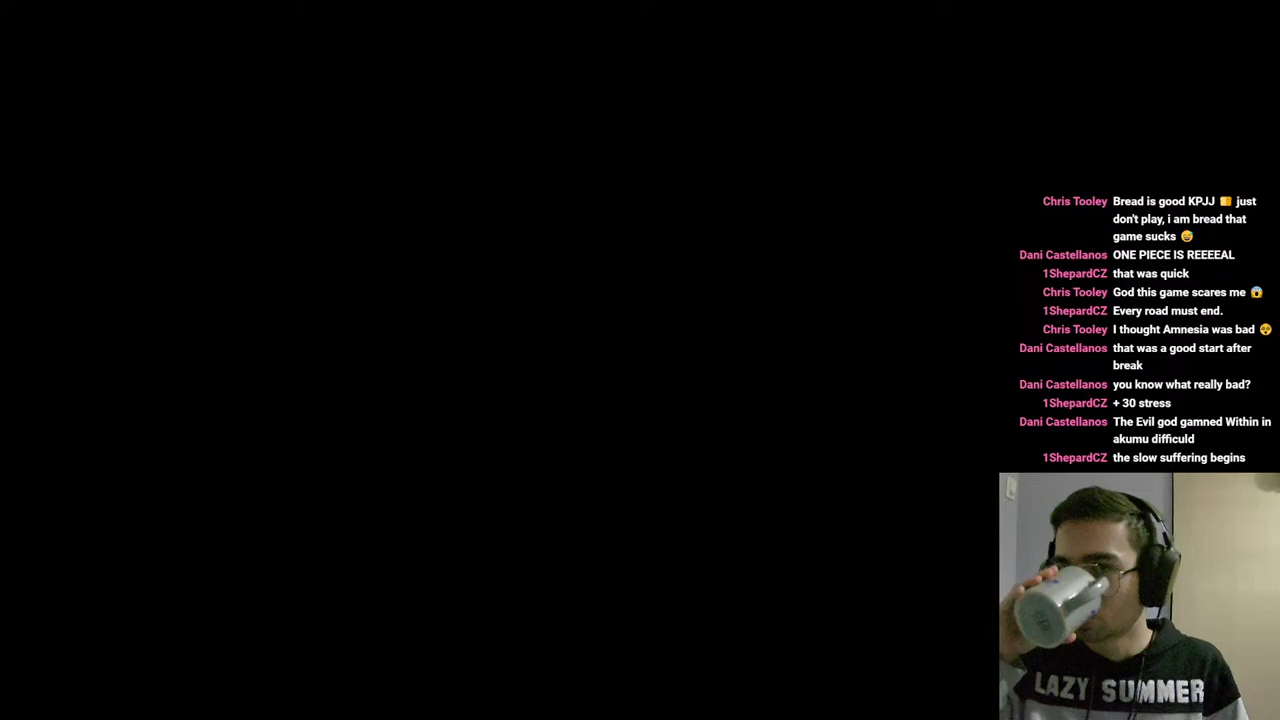 Chris Tooley Bread is good KPJJ 🍞 just
don't play, i am bread that
game sucks 😅
Dani Castellanos ONE PIECE IS REEEEAL
1ShepardCZ that was quick
Chris Tooley God this game scares me 😱
1ShepardCZ Every road must end.
Chris Tooley I thought Amnesia was bad 😵
Dani Castellanos that was a good start after
break
Dani Castellanos you know what really bad?
1ShepardCZ + 30 stress
Dani Castellanos The Evil god gamned Within in
akumu difficuld
1ShepardCZ the slow suffering begins
LAZY SUMMER